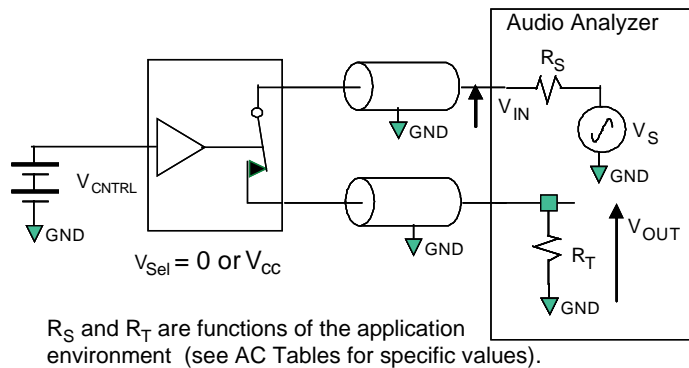 Audio Analyzer
R_S
V_IN
GND
V_S
GND
V_CNTRL
GND
GND
V_OUT
V_Sel = 0 or V_cc
R_T
GND
R_S and R_T are functions of the application
environment (see AC Tables for specific values).